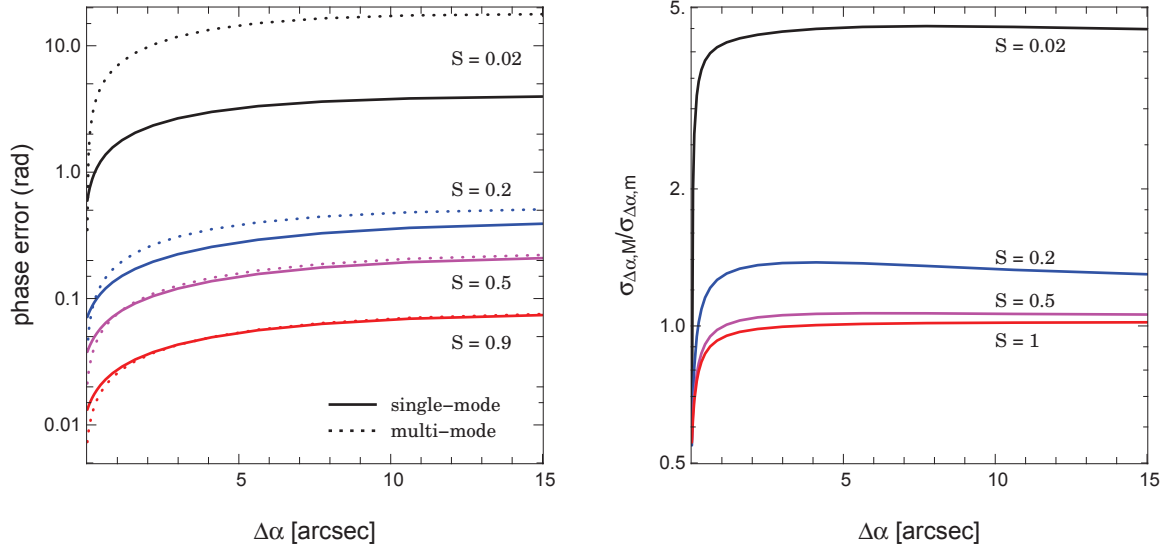 10.0
1.0
0.1
0.01
phase error (rad)
S = 0.02
S = 0.2
S = 0.5
S = 0.9
single-mode
multi-mode
5
10
15
Δα [arcsec]
5.
2.
1.0
0.5
σΔα,M/σΔα,m
S = 0.02
S = 0.2
S = 0.5
S = 1
5
10
15
Δα [arcsec]